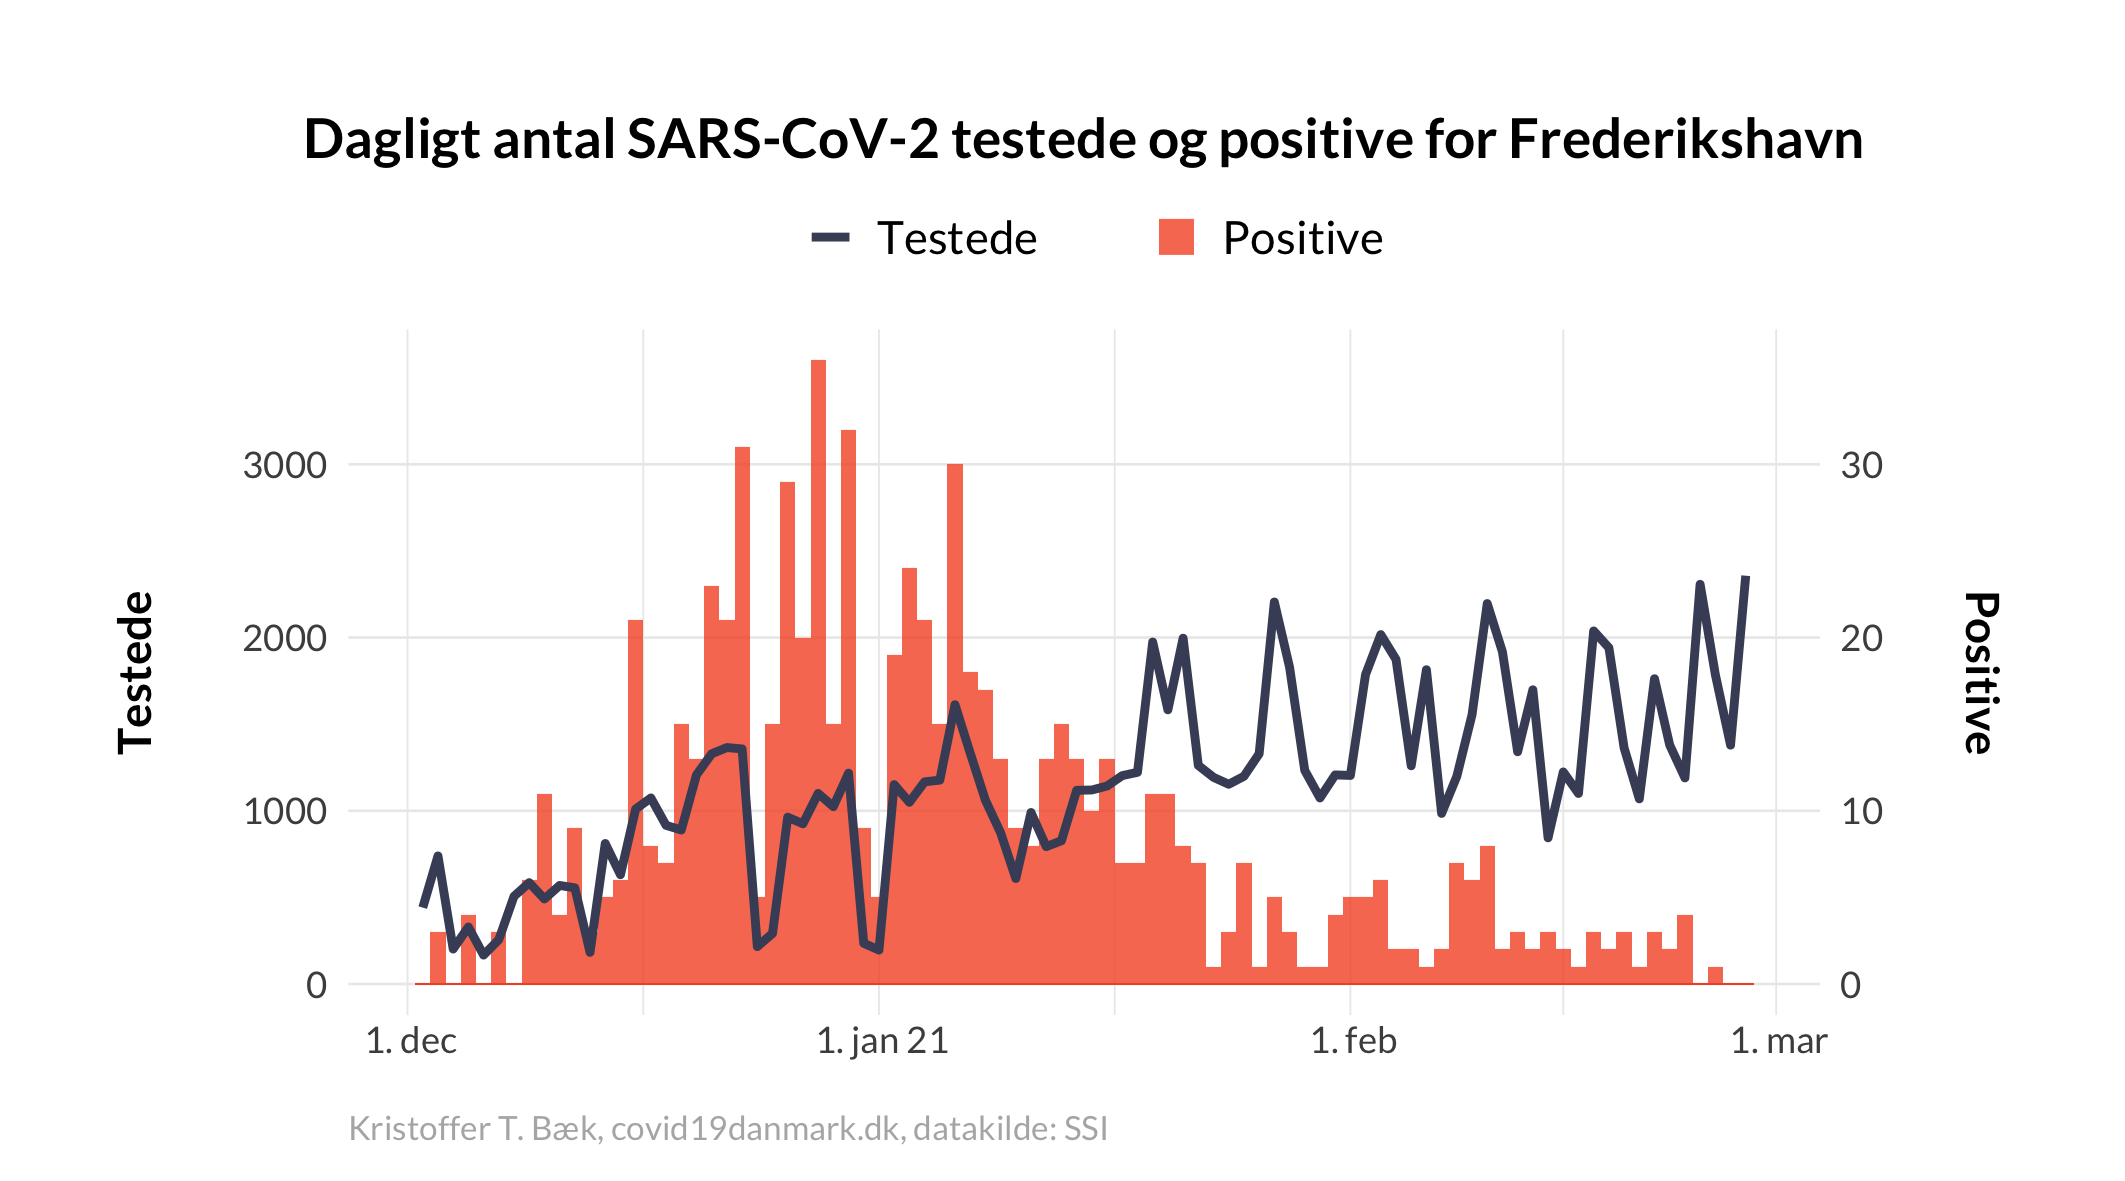 Dagligt antal SARS-CoV-2 testede og positive for Frederikshavn
Testede
Positive
Testede
Positive
3000
2000
1000
0
30
20
10
0
1. dec
1. jan 21
1. feb
1. mar
Kristoffer T. Bæk, covid19danmark.dk, datakilde: SSI